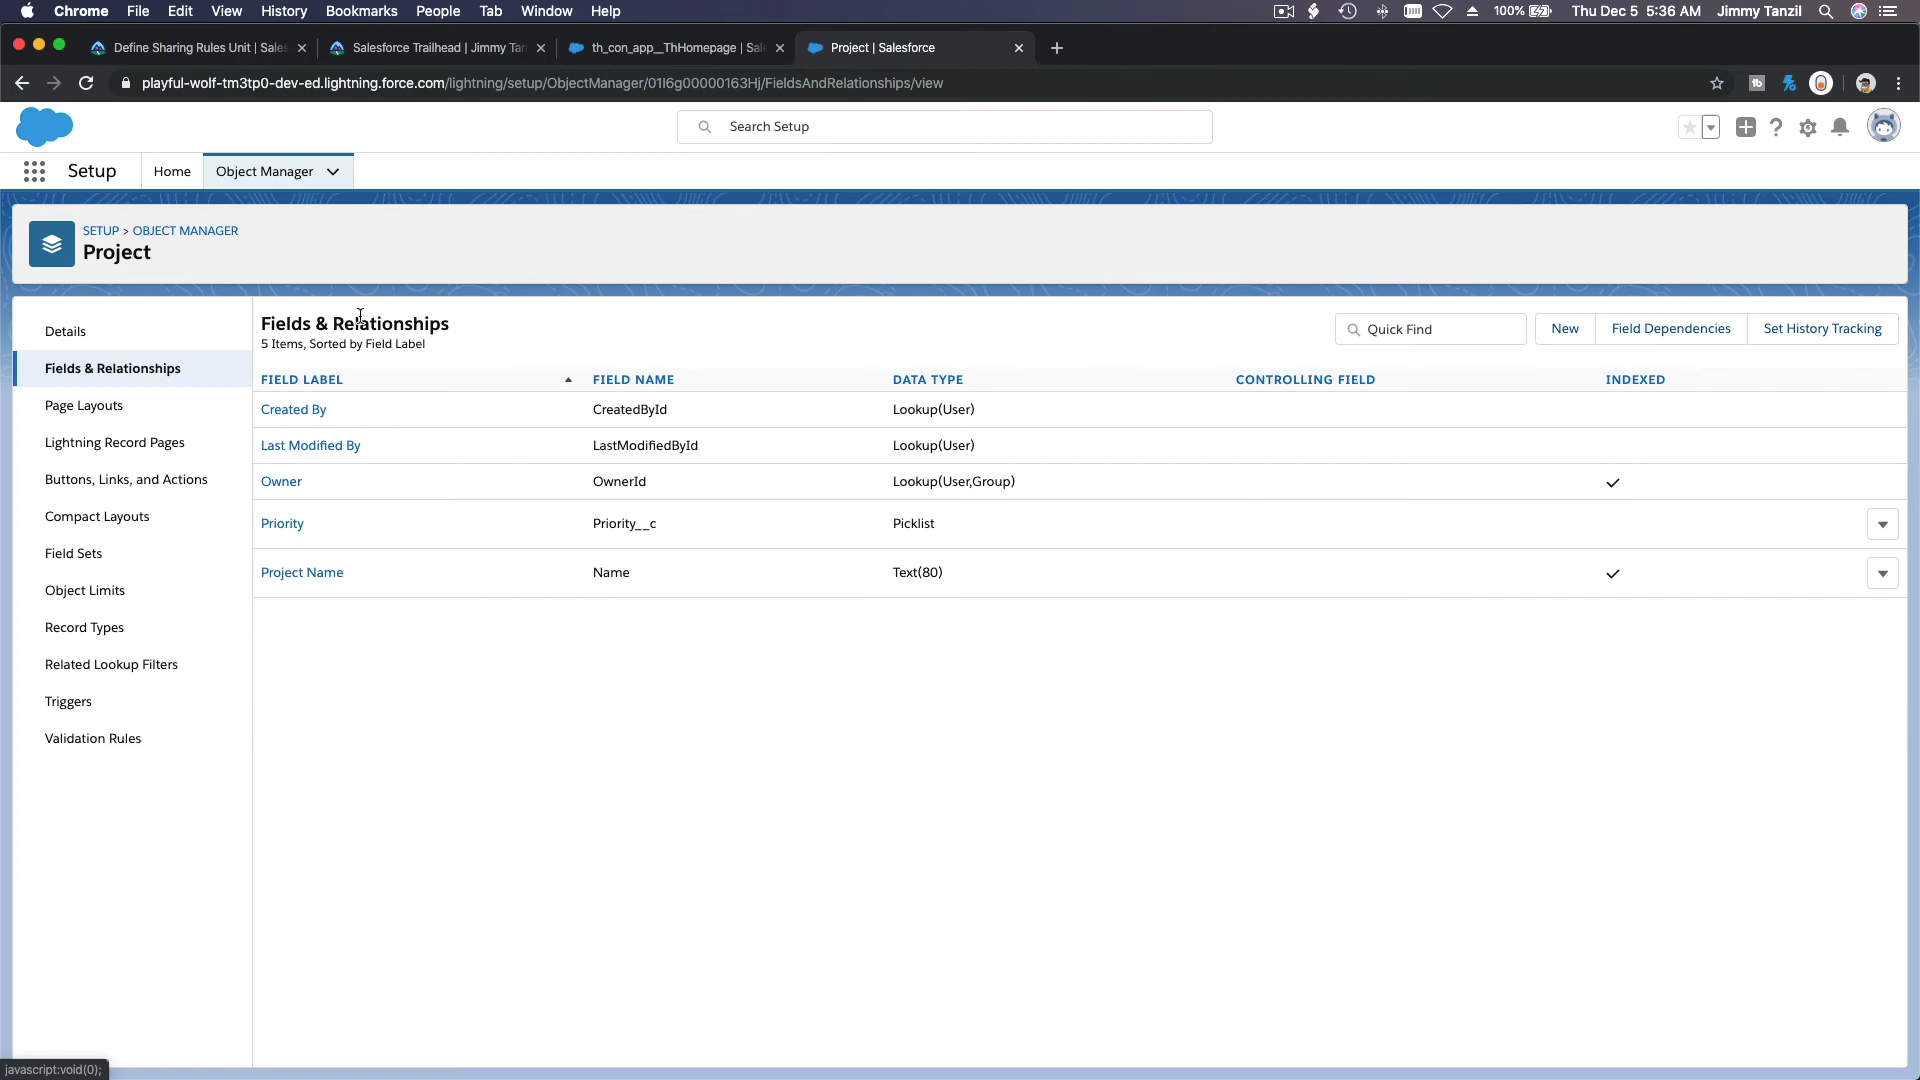 Chrome File Edit View History Bookmarks People Tab Window Help 100% Thu Dec 5 5:36 AM Jimmy Tanzil
Define Sharing Rules Unit | Sales Salesforce Trailhead | Jimmy Tan th_con_app__ThHomepage | Sal Project | Salesforce
playful-wolf-tm3tp0-dev-ed.lightning.force.com/lightning/setup/ObjectManager/01I6g00000163Hj/FieldsAndRelationships/view
Search Setup
Setup Home Object Manager
SETUP > OBJECT MANAGER
Project
Details
Fields & Relationships
Page Layouts
Lightning Record Pages
Buttons, Links, and Actions
Compact Layouts
Field Sets
Object Limits
Record Types
Related Lookup Filters
Triggers
Validation Rules
Fields & Relationships
5 Items, Sorted by Field Label
Quick Find New Field Dependencies Set History Tracking
FIELD LABEL FIELD NAME DATA TYPE CONTROLLING FIELD INDEXED
Created By CreatedById Lookup(User)
Last Modified By LastModifiedById Lookup(User)
Owner OwnerId Lookup(User,Group)
Priority Priority__c Picklist
Project Name Name Text(80)
javascript:void(0);